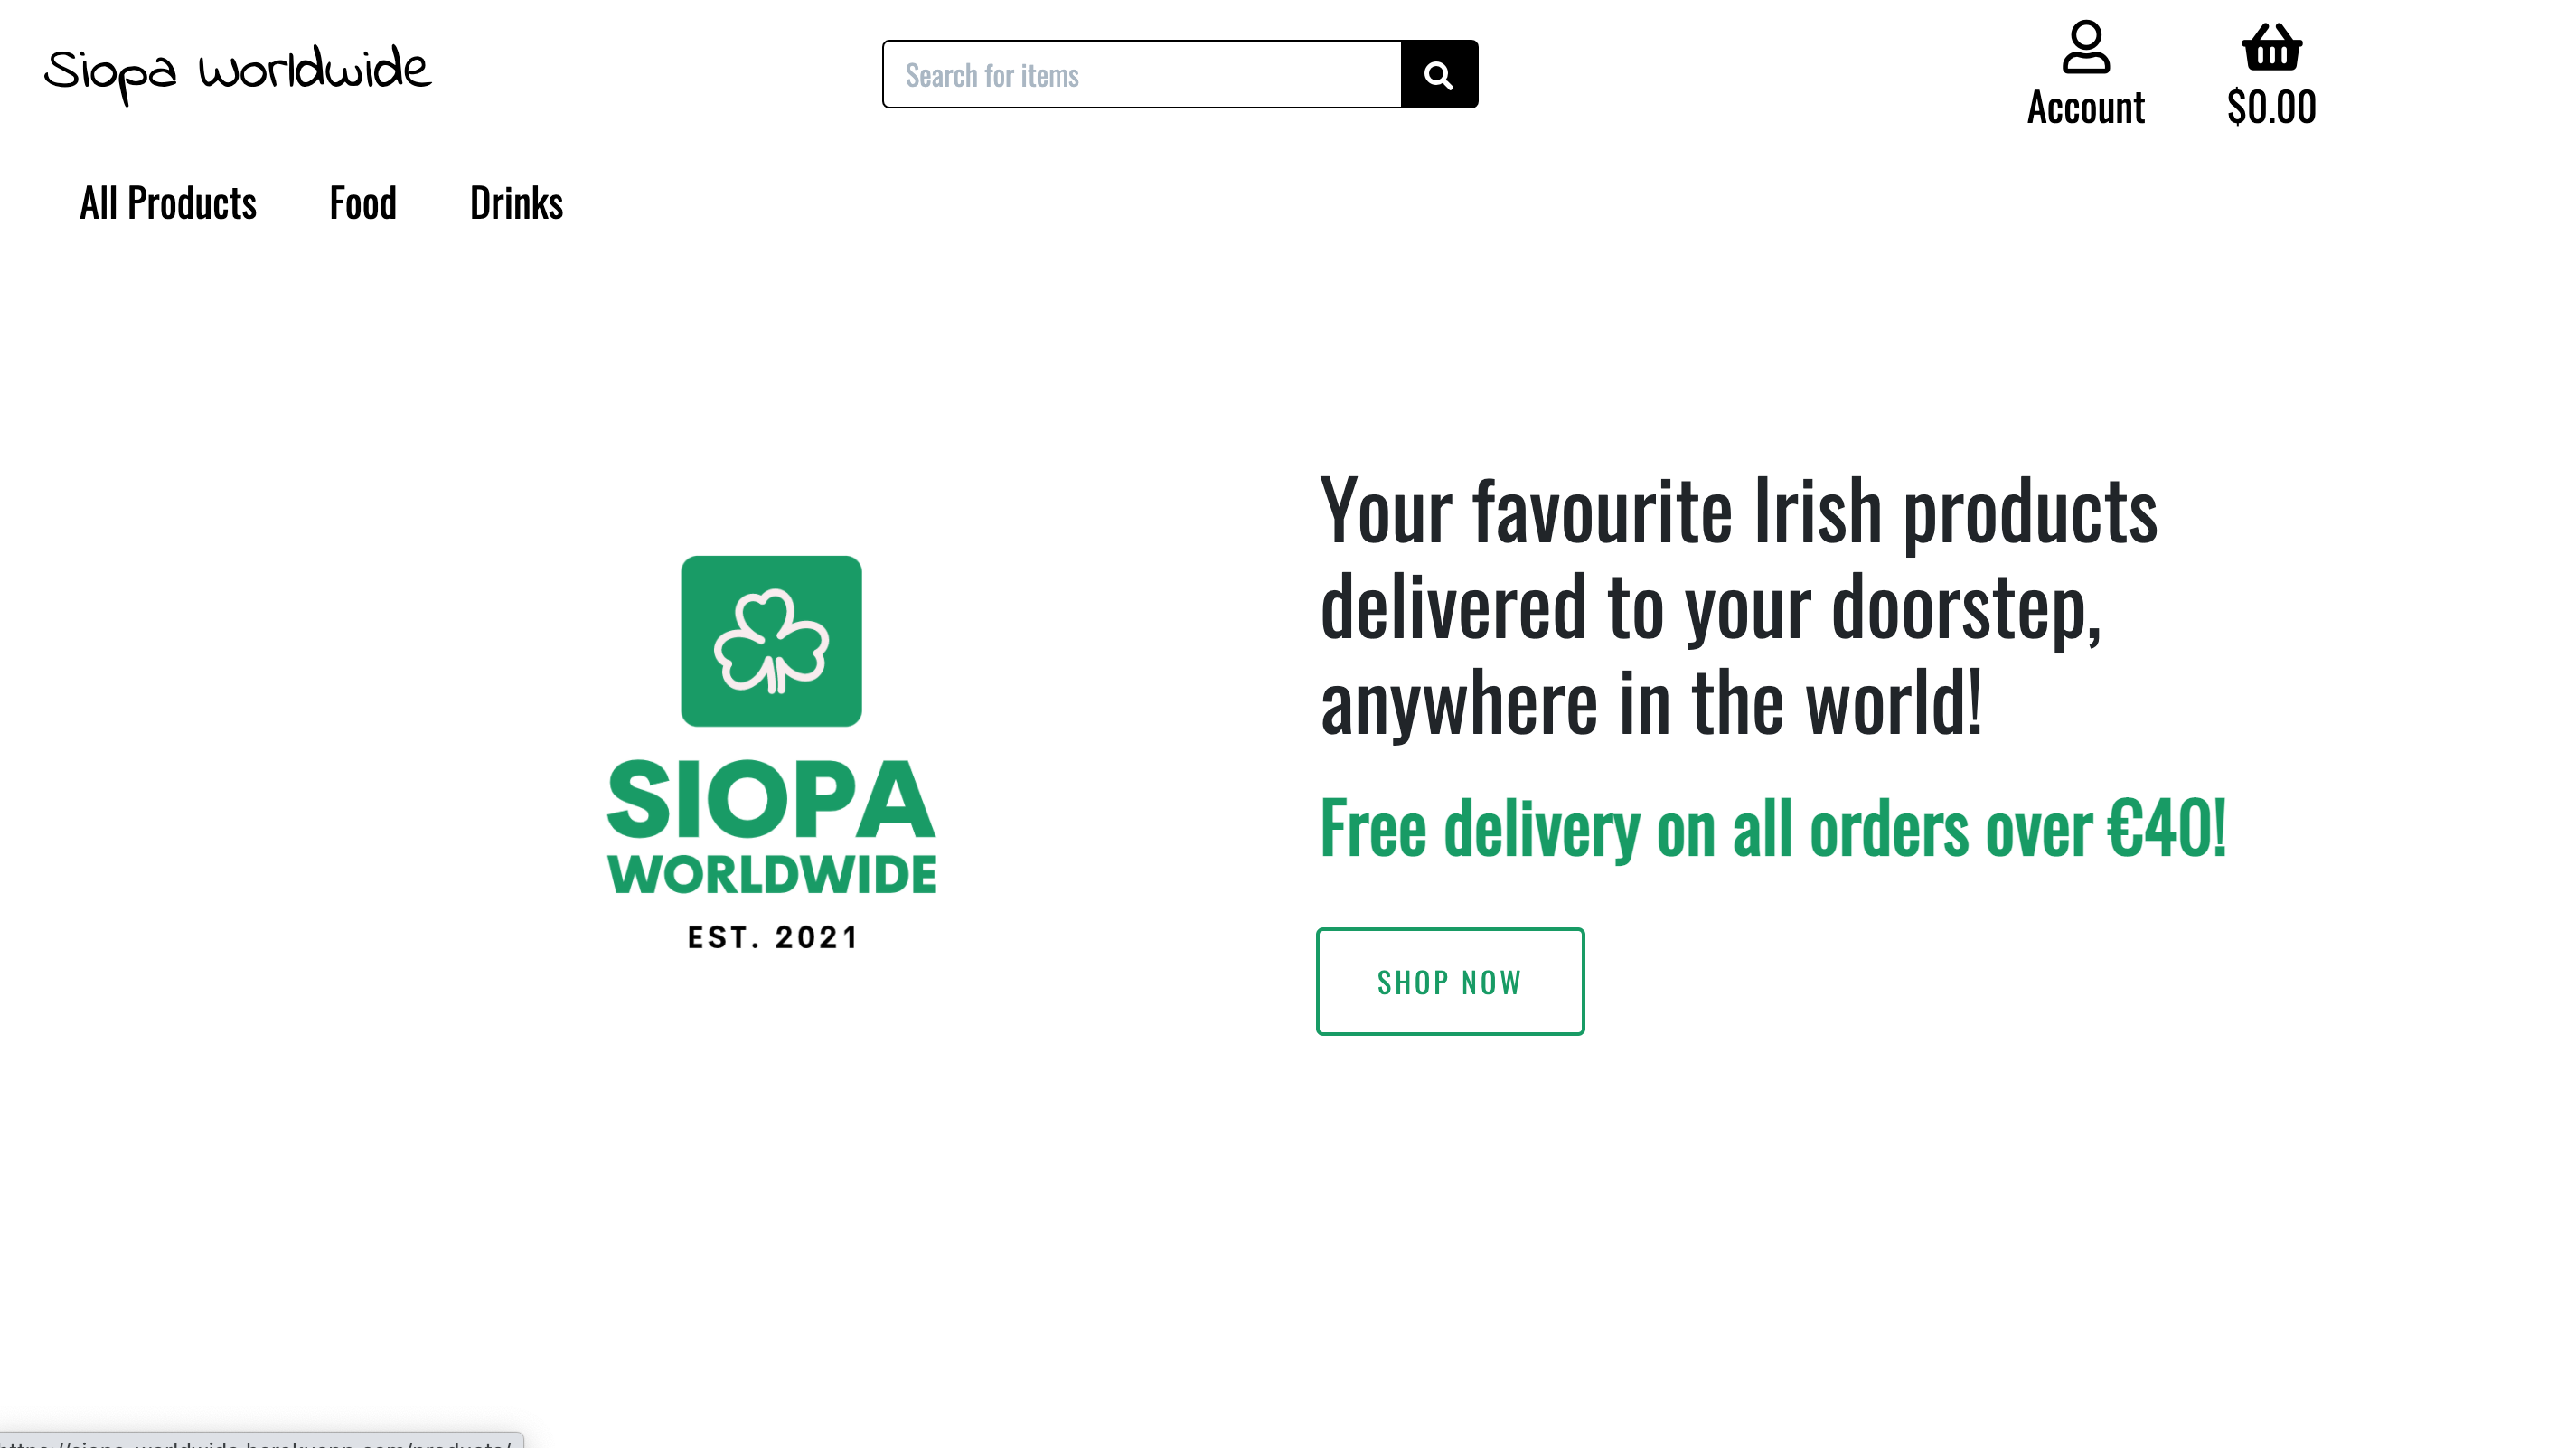 Siopa Worldwide
Search for items
Account
$0.00
All Products
Food
Drinks
Your favourite Irish products
delivered to your doorstep,
anywhere in the world!
Free delivery on all orders over €40!
SIOPA
WORLDWIDE
EST. 2021
SHOP NOW